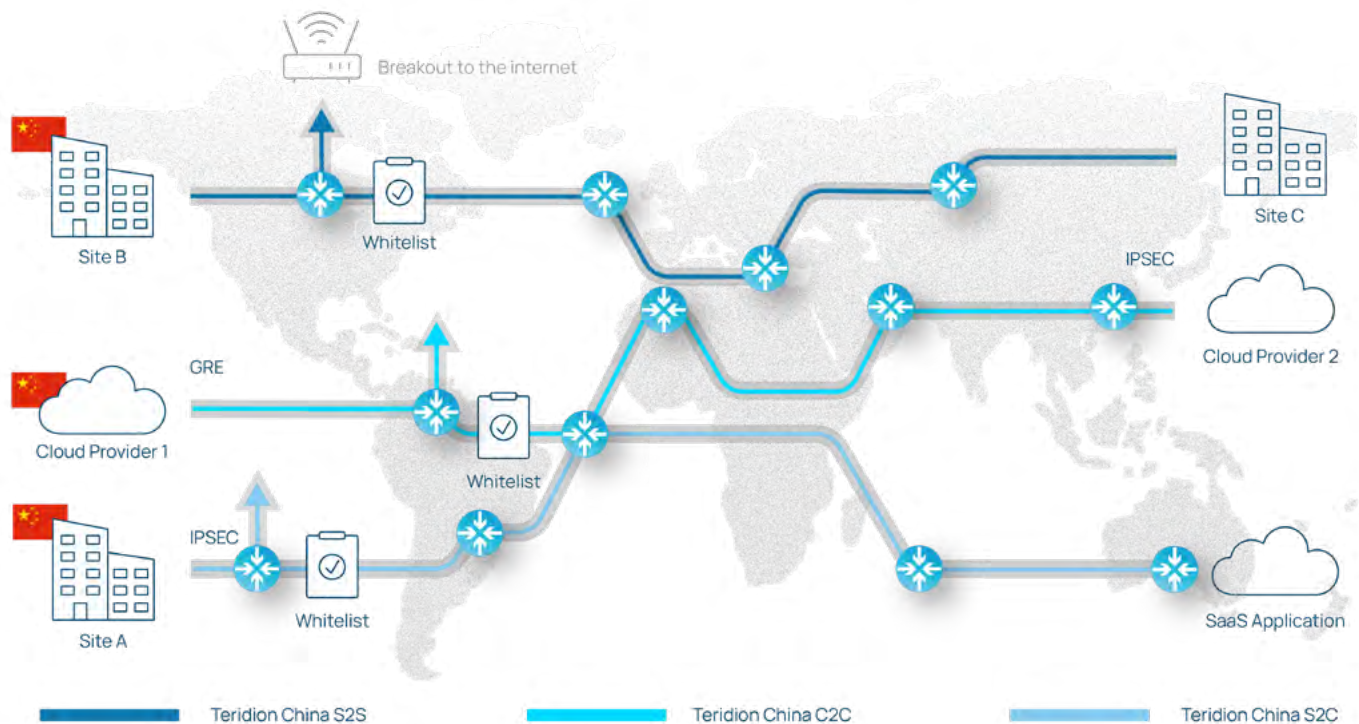 Breakout to the internet
Site B
Whitelist
Site C
IPSEC
GRE
Cloud Provider 1
Whitelist
Cloud Provider 2
IPSEC
Whitelist
Site A
SaaS Application
Teridion China S2S
Teridion China C2C
Teridion China S2C